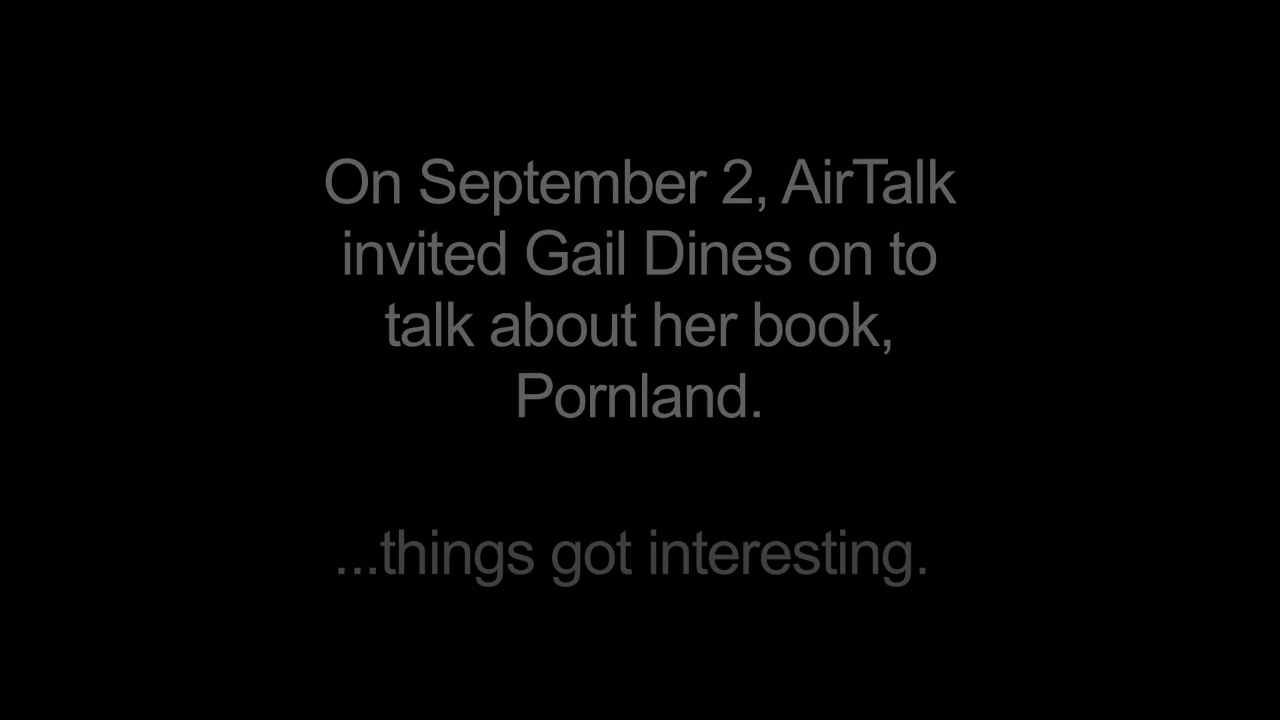 On September 2, AirTalk
invited Gail Dines on to
talk about her book,
Pornland.
...things got interesting.